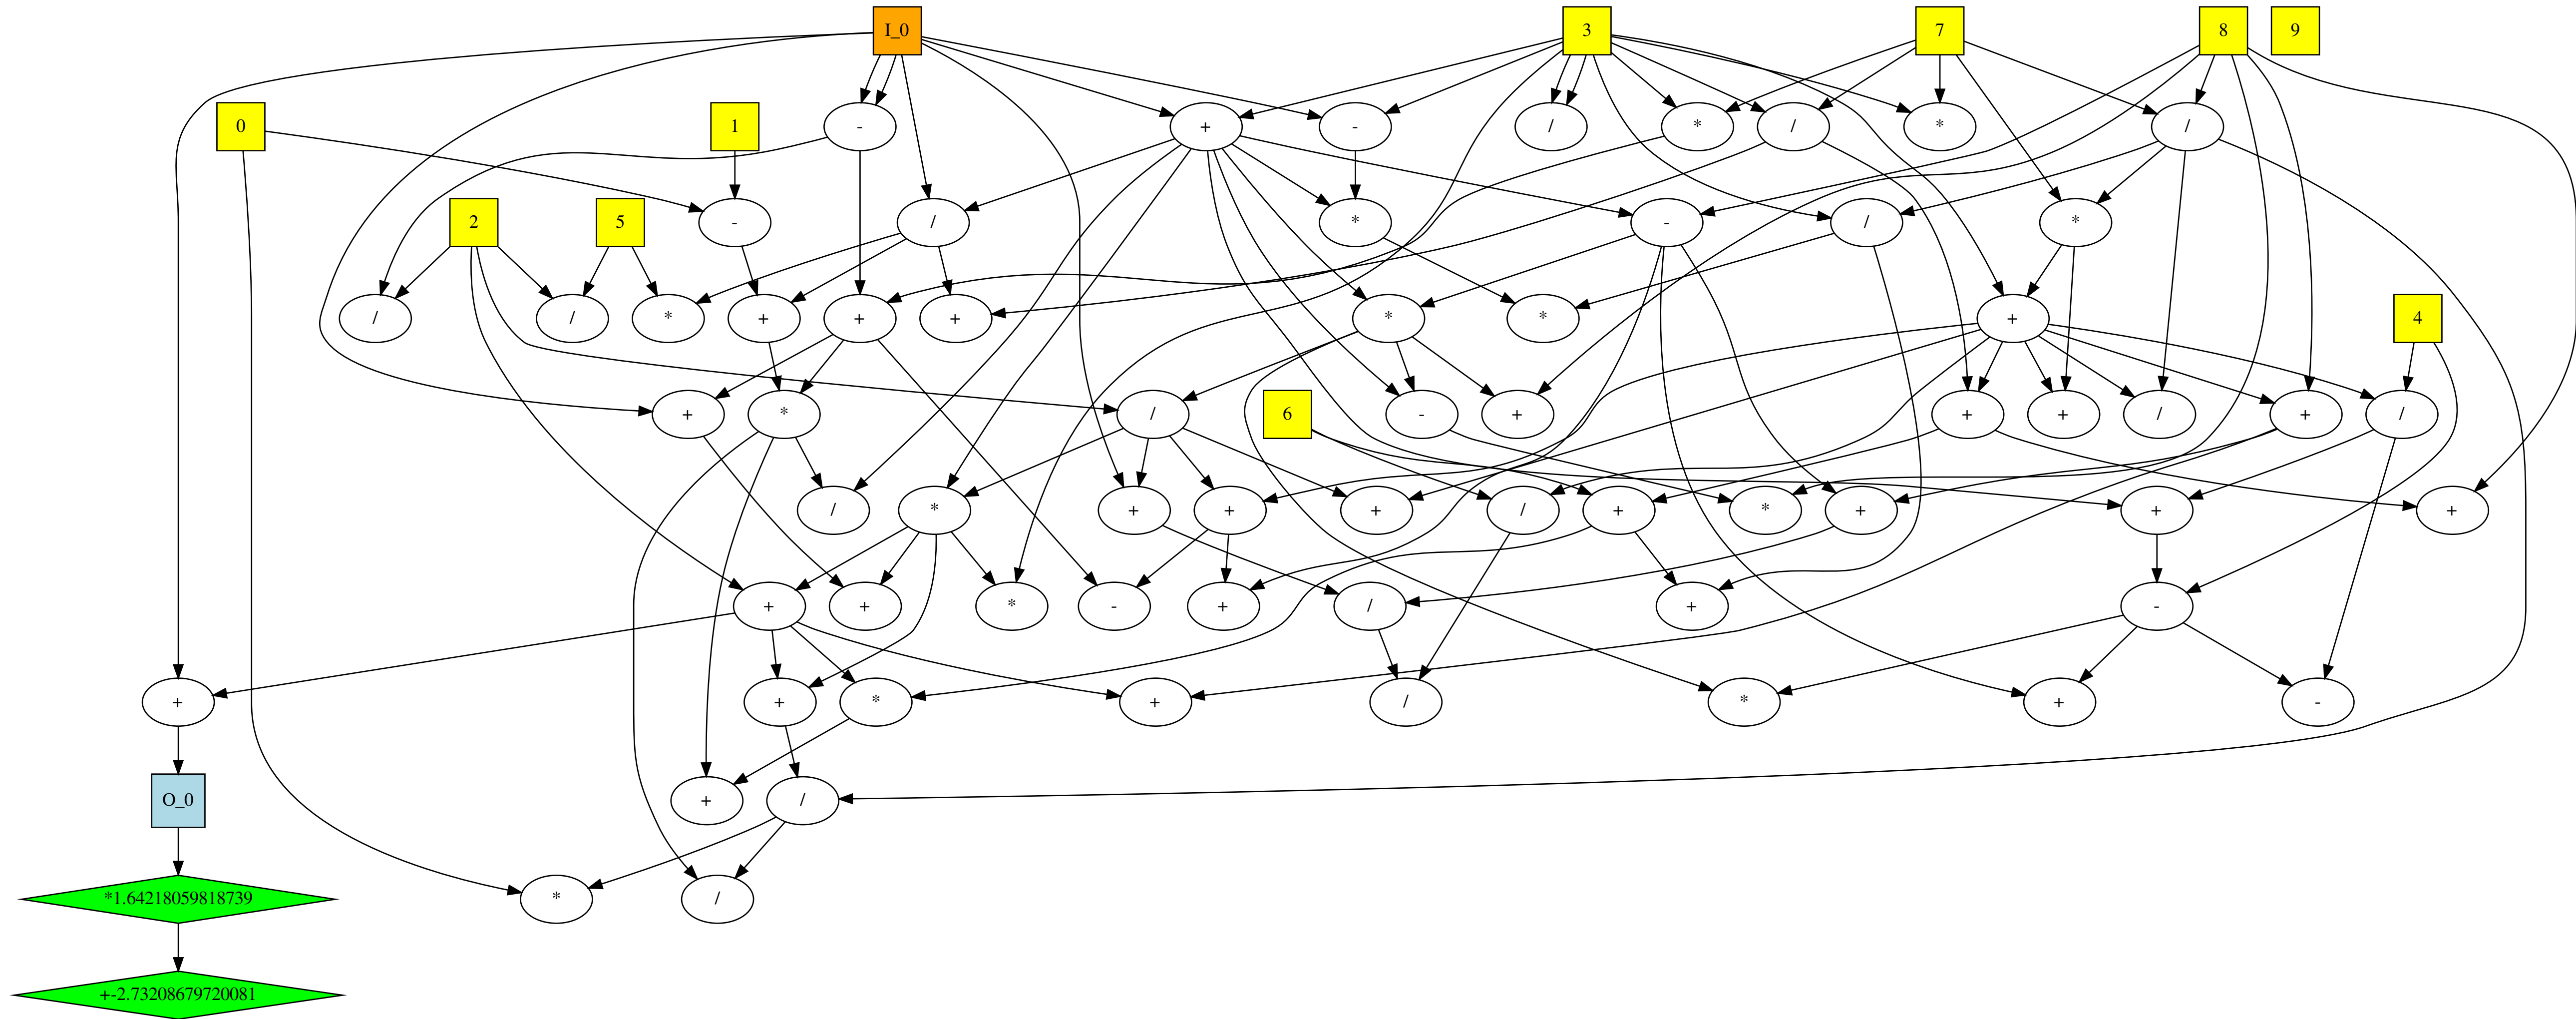 I_0 3 7 8 9
0 1 - + - / * / * /
2 5 - / * - / *
/ / * + + + * * + 4
+ * / 6 - + + + / + /
/ * + + + / + * + + +
+ + * - + / + -
+ + * + / * + -
O_0 + /
*1.64218059818739 * /
+-2.73208679720081